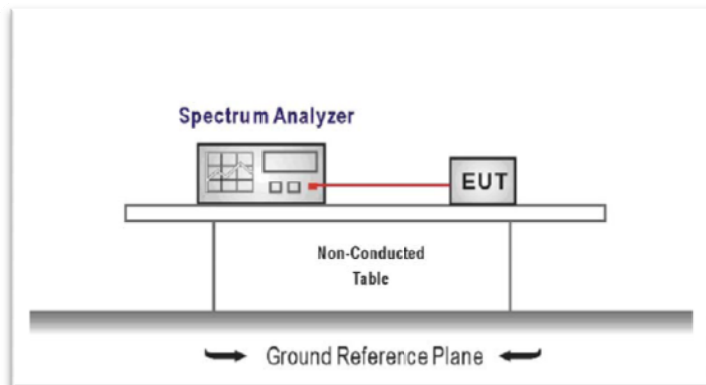 Spectrum Analyzer
EUT
Non-Conducted
Table
Ground Reference Plane